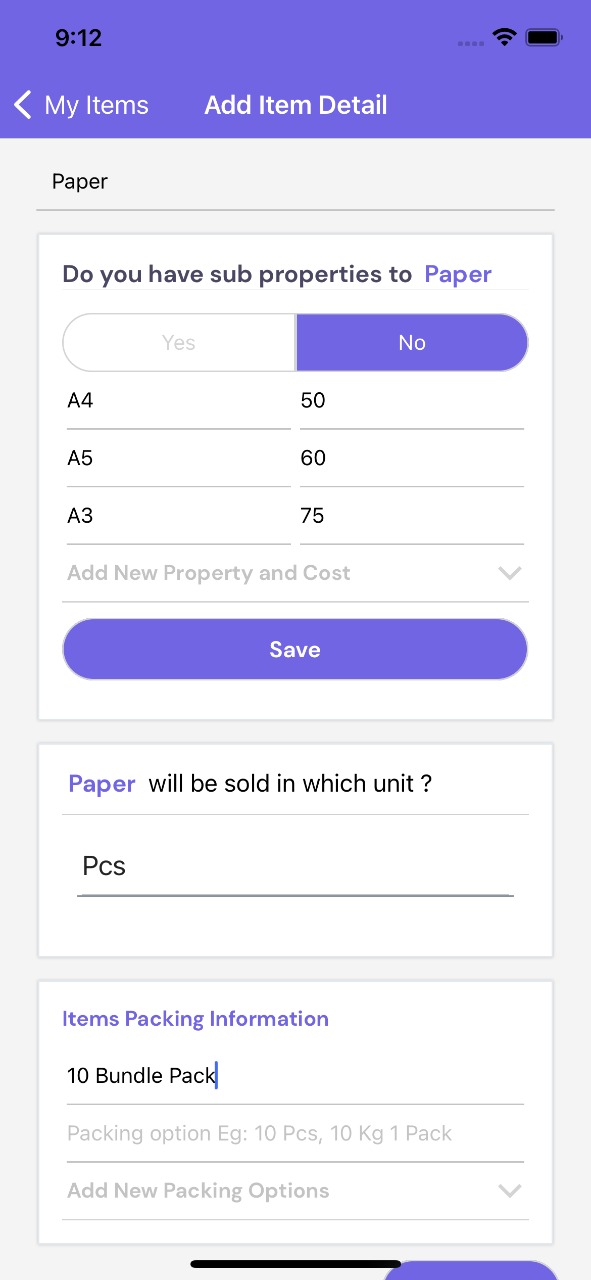 9:12
My Items Add Item Detail
Paper
Do you have sub properties to Paper
Yes No
A4 50
A5 60
A3 75
Add New Property and Cost
Save
Paper will be sold in which unit ?
Pcs
Items Packing Information
10 Bundle Pack
Packing option Eg: 10 Pcs, 10 Kg 1 Pack
Add New Packing Options